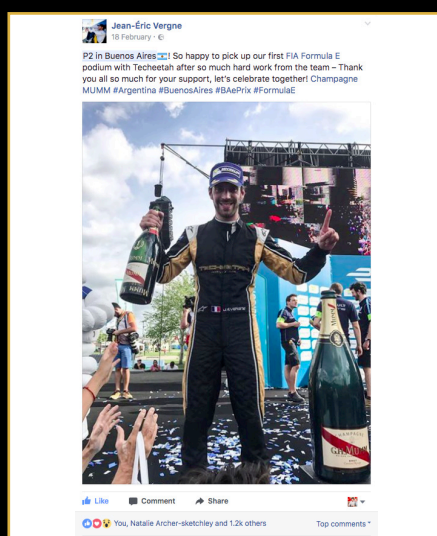 Jean-Éric Vergne
18 February ·
P2 in Buenos Aires! So happy to pick up our first FIA Formula E
podium with Techeetah after so much hard work from the team – Thank
you all so much for your support, let's celebrate together! Champagne
MUMM #Argentina #BuenosAires #BAePrix #FormulaE
TECHEETAH
J.E.VERGNE
Like Comment Share
You, Natalie Archer-sketchley and 1.2k others Top comments